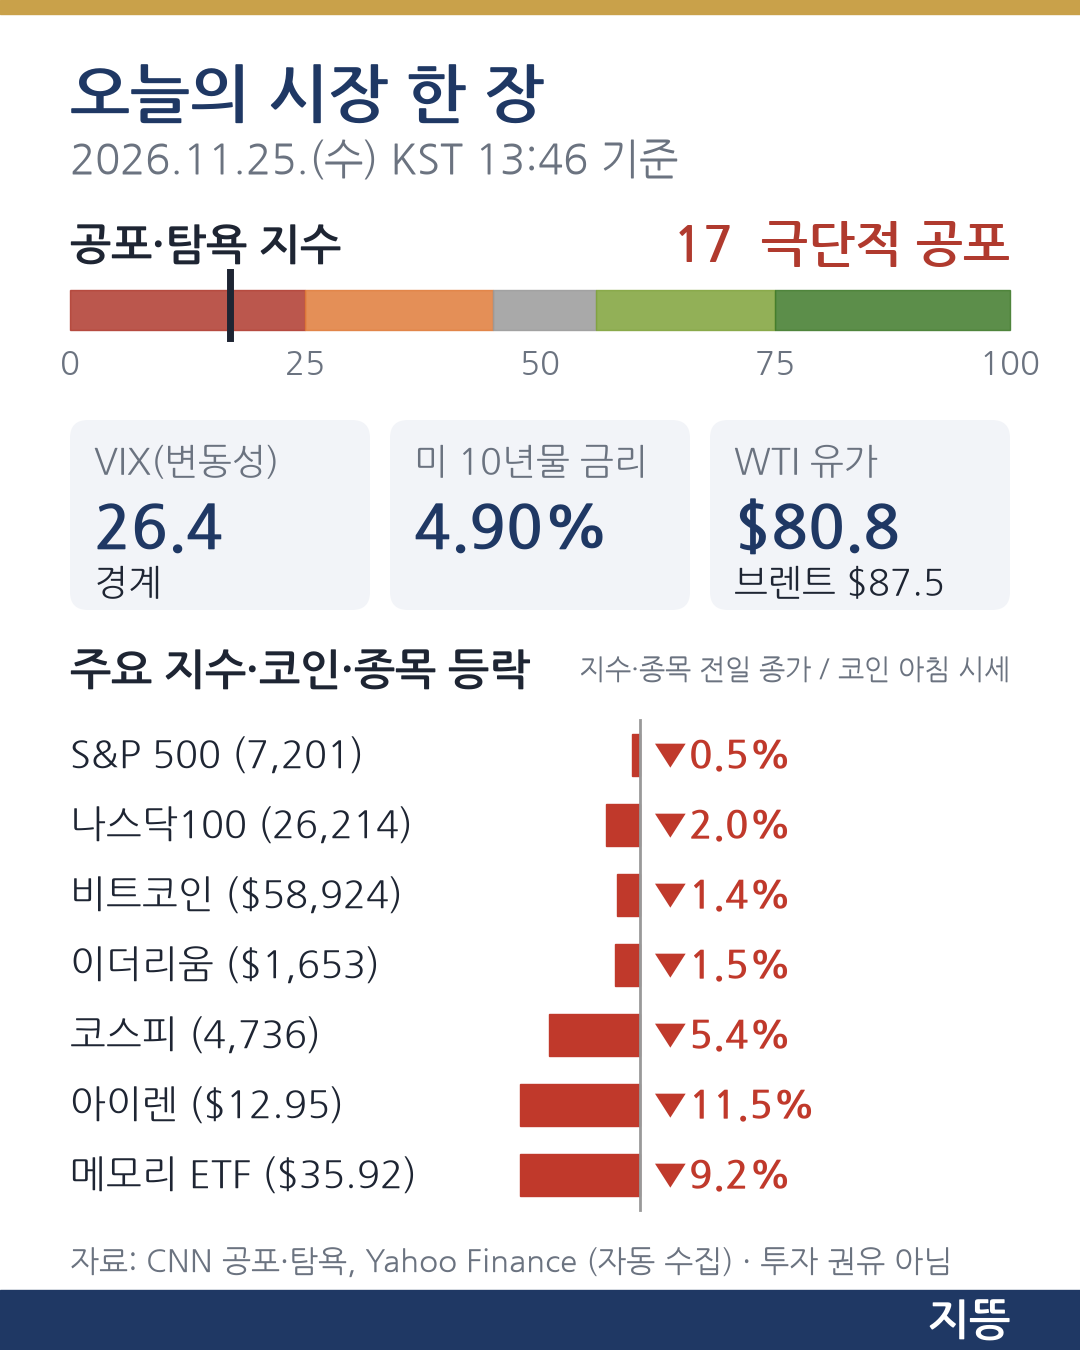 오늘의 시장 한 장
2026.11.25.(수) KST 13:46 기준
공포·탐욕 지수 17 극단적 공포
0 25 50 75 100
VIX(변동성) 미 10년물 금리 WTI 유가
26.4 4.90% $80.8
경계 브렌트 $87.5
주요 지수·코인·종목 등락 지수·종목 전일 종가 / 코인 아침 시세
S&P 500 (7,201) ▼0.5%
나스닥100 (26,214) ▼2.0%
비트코인 ($58,924) ▼1.4%
이더리움 ($1,653) ▼1.5%
코스피 (4,736) ▼5.4%
아이렌 ($12.95) ▼11.5%
메모리 ETF ($35.92) ▼9.2%
자료: CNN 공포·탐욕, Yahoo Finance (자동 수집) · 투자 권유 아님
지뚱